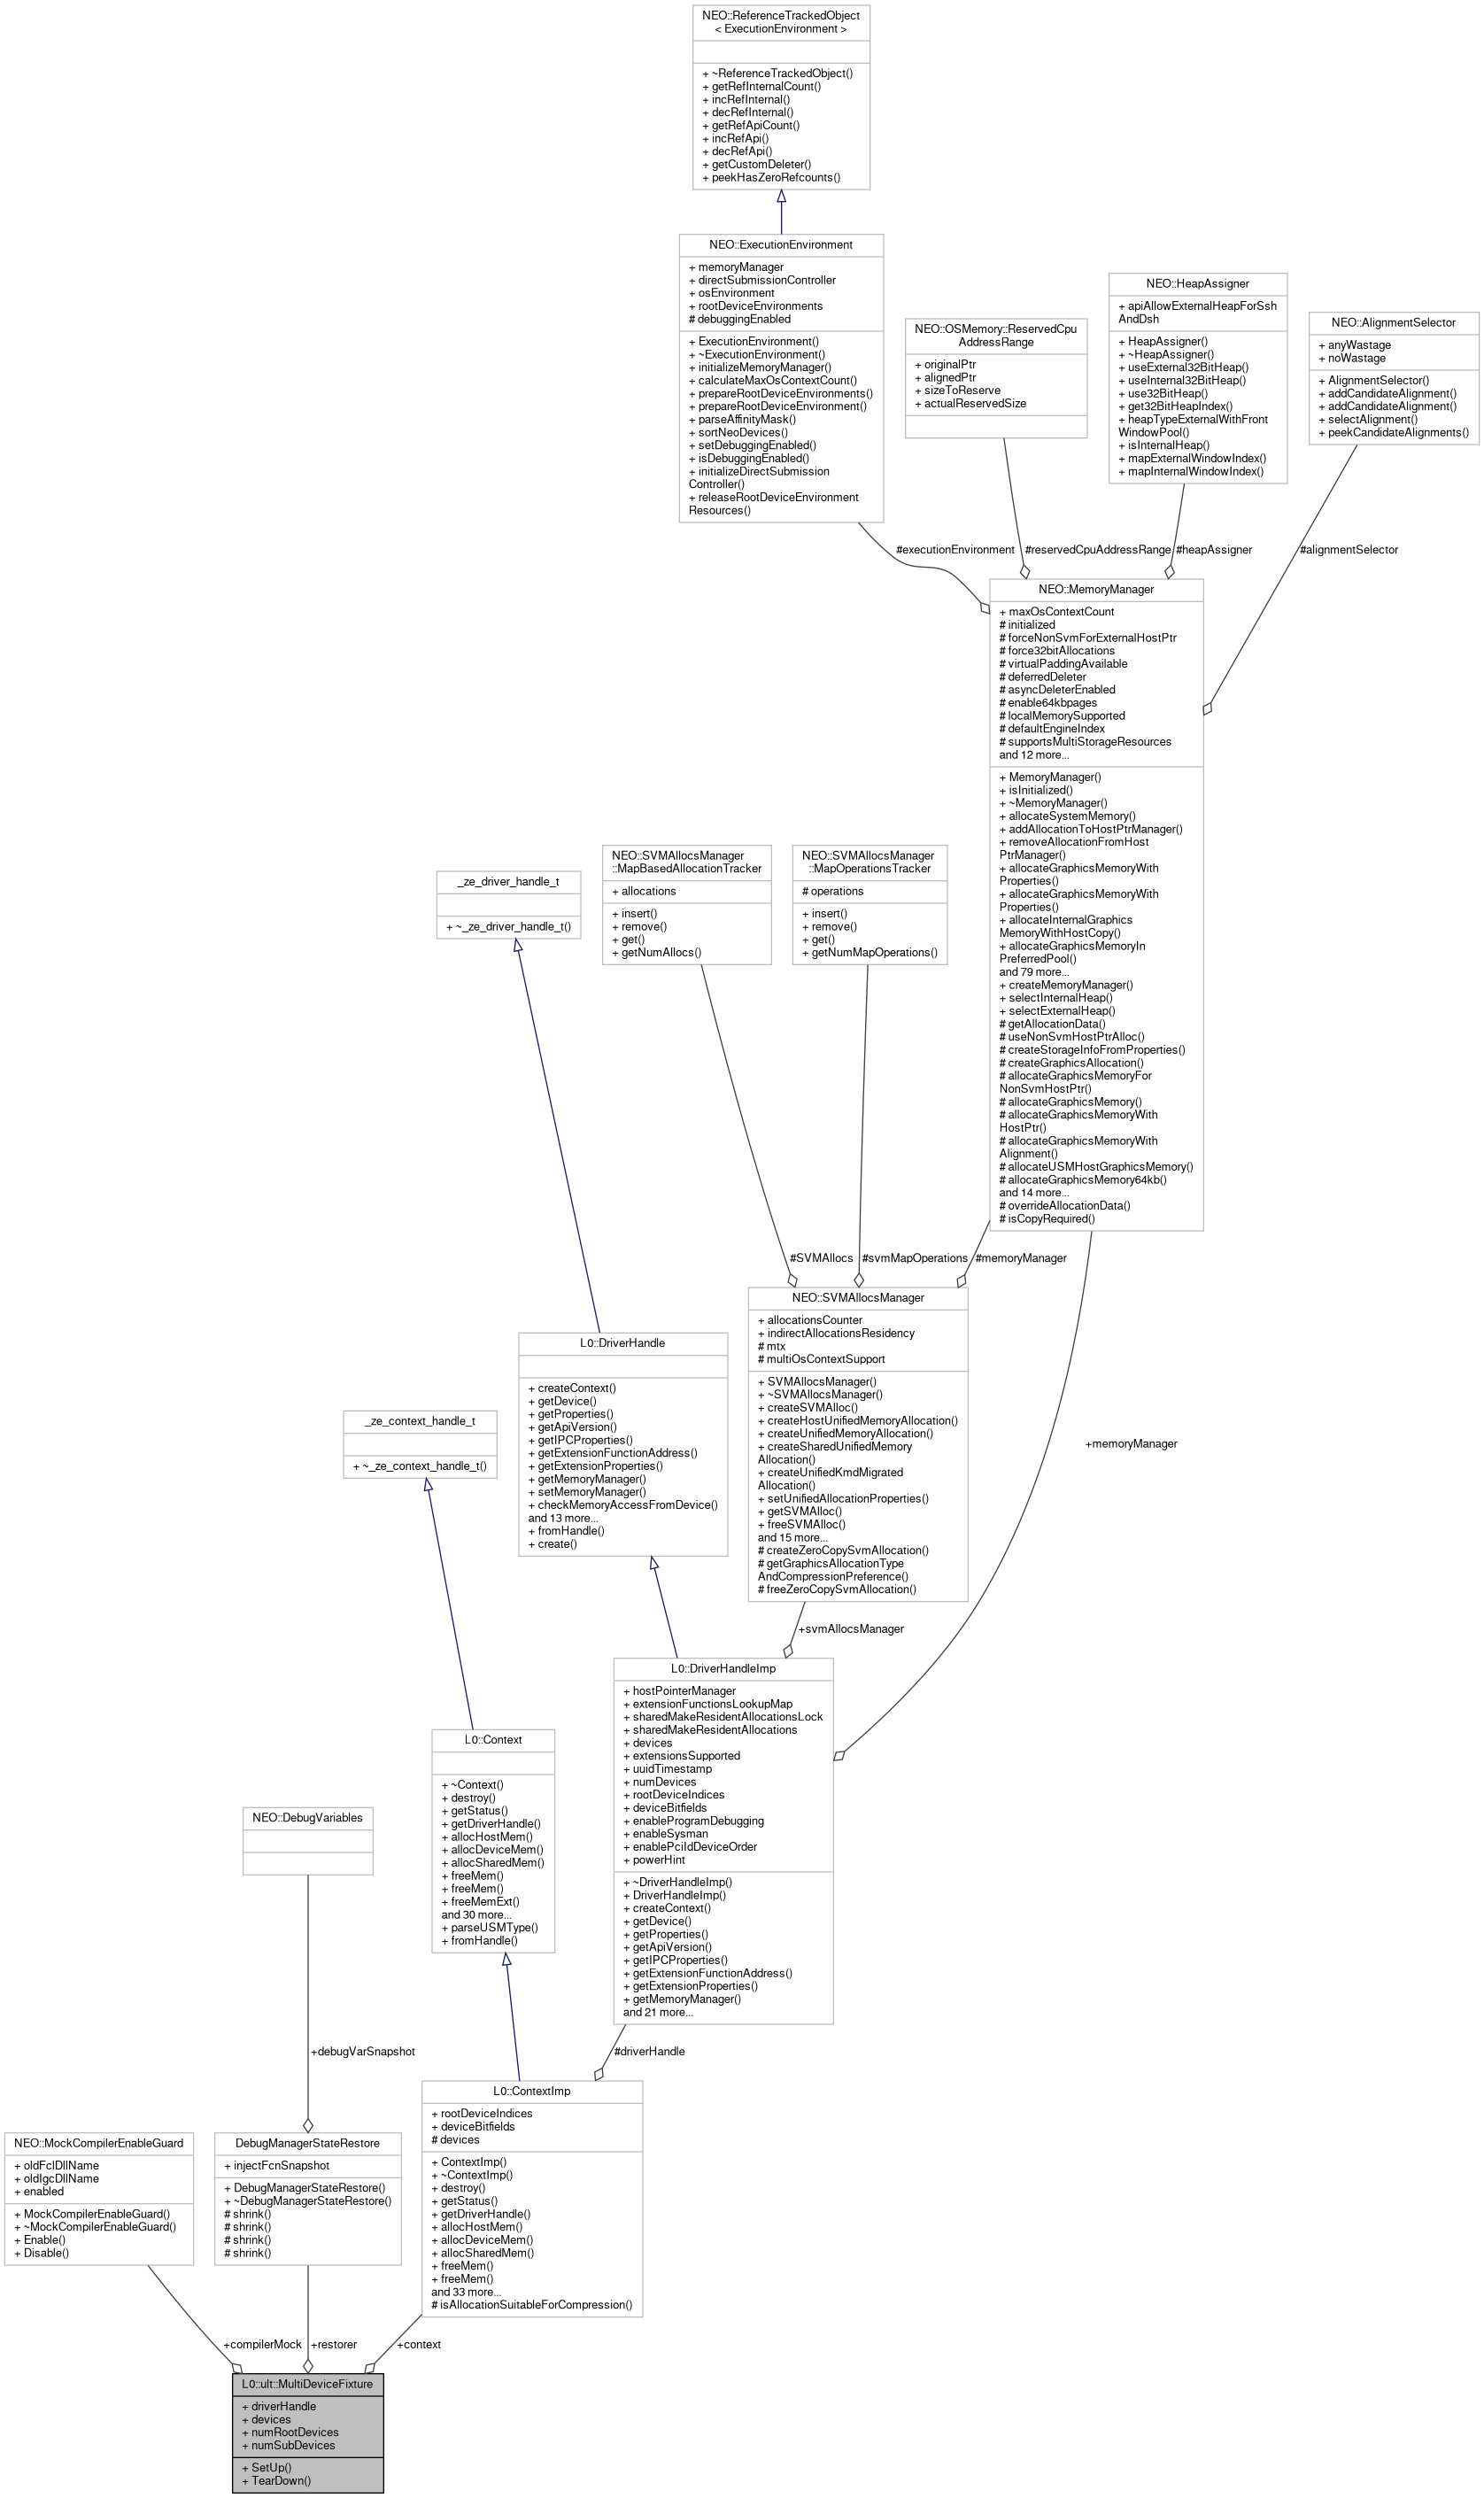 NEO::ReferenceTrackedObject
< ExecutionEnvironment >
+ ~ReferenceTrackedObject()
+ getRefInternalCount()
+ incRefInternal()
+ decRefInternal()
+ getRefApiCount()
+ incRefApi()
+ decRefApi()
+ getCustomDeleter()
+ peekHasZeroRefcounts()
NEO::ExecutionEnvironment
+ memoryManager
+ directSubmissionController
+ osEnvironment
+ rootDeviceEnvironments
# debuggingEnabled
+ ExecutionEnvironment()
+ ~ExecutionEnvironment()
+ initializeMemoryManager()
+ calculateMaxOsContextCount()
+ prepareRootDeviceEnvironments()
+ prepareRootDeviceEnvironment()
+ parseAffinityMask()
+ sortNeoDevices()
+ setDebuggingEnabled()
+ isDebuggingEnabled()
+ initializeDirectSubmission
Controller()
+ releaseRootDeviceEnvironment
Resources()
NEO::OSMemory::ReservedCpu
AddressRange
+ originalPtr
+ alignedPtr
+ sizeToReserve
+ actualReservedSize
NEO::HeapAssigner
+ apiAllowExternalHeapForSsh
AndDsh
+ HeapAssigner()
+ ~HeapAssigner()
+ useExternal32BitHeap()
+ useInternal32BitHeap()
+ use32BitHeap()
+ get32BitHeapIndex()
+ heapTypeExternalWithFront
WindowPool()
+ isInternalHeap()
+ mapExternalWindowIndex()
+ mapInternalWindowIndex()
NEO::AlignmentSelector
+ anyWastage
+ noWastage
+ AlignmentSelector()
+ addCandidateAlignment()
+ addCandidateAlignment()
+ selectAlignment()
+ peekCandidateAlignments()
#executionEnvironment
#reservedCpuAddressRange
#heapAssigner
#alignmentSelector
NEO::MemoryManager
+ maxOsContextCount
# initialized
# forceNonSvmForExternalHostPtr
# force32bitAllocations
# virtualPaddingAvailable
# deferredDeleter
# asyncDeleterEnabled
# enable64kbpages
# localMemorySupported
# defaultEngineIndex
# supportsMultiStorageResources
and 12 more...
+ MemoryManager()
+ isInitialized()
+ ~MemoryManager()
+ allocateSystemMemory()
+ addAllocationToHostPtrManager()
+ removeAllocationFromHost
PtrManager()
+ allocateGraphicsMemoryWith
Properties()
+ allocateGraphicsMemoryWith
Properties()
+ allocateInternalGraphics
MemoryWithHostCopy()
+ allocateGraphicsMemoryIn
PreferredPool()
and 79 more...
+ createMemoryManager()
+ selectInternalHeap()
+ selectExternalHeap()
# getAllocationData()
# useNonSvmHostPtrAlloc()
# createStorageInfoFromProperties()
# createGraphicsAllocation()
# allocateGraphicsMemoryFor
NonSvmHostPtr()
# allocateGraphicsMemory()
# allocateGraphicsMemoryWith
HostPtr()
# allocateGraphicsMemoryWith
Alignment()
# allocateUSMHostGraphicsMemory()
# allocateGraphicsMemory64kb()
and 14 more...
# overrideAllocationData()
# isCopyRequired()
NEO::SVMAllocsManager
::MapBasedAllocationTracker
+ allocations
+ insert()
+ remove()
+ get()
+ getNumAllocs()
NEO::SVMAllocsManager
::MapOperationsTracker
# operations
+ insert()
+ remove()
+ get()
+ getNumMapOperations()
_ze_driver_handle_t
+ ~_ze_driver_handle_t()
#SVMAllocs
#svmMapOperations
#memoryManager
NEO::SVMAllocsManager
+ allocationsCounter
+ indirectAllocationsResidency
# mtx
# multiOsContextSupport
+ SVMAllocsManager()
+ ~SVMAllocsManager()
+ createSVMAlloc()
+ createHostUnifiedMemoryAllocation()
+ createUnifiedMemoryAllocation()
+ createSharedUnifiedMemory
Allocation()
+ createUnifiedKmdMigrated
Allocation()
+ setUnifiedAllocationProperties()
+ getSVMAlloc()
+ freeSVMAlloc()
and 15 more...
# createZeroCopySvmAllocation()
# getGraphicsAllocationType
AndCompressionPreference()
# freeZeroCopySvmAllocation()
L0::DriverHandle
+ createContext()
+ getDevice()
+ getProperties()
+ getApiVersion()
+ getIPCProperties()
+ getExtensionFunctionAddress()
+ getExtensionProperties()
+ getMemoryManager()
+ setMemoryManager()
+ checkMemoryAccessFromDevice()
and 13 more...
+ fromHandle()
+ create()
_ze_context_handle_t
+ ~_ze_context_handle_t()
+memoryManager
+svmAllocsManager
L0::DriverHandleImp
+ hostPointerManager
+ extensionFunctionsLookupMap
+ sharedMakeResidentAllocationsLock
+ sharedMakeResidentAllocations
+ devices
+ extensionsSupported
+ uuidTimestamp
+ numDevices
+ rootDeviceIndices
+ deviceBitfields
+ enableProgramDebugging
+ enableSysman
+ enablePciIdDeviceOrder
+ powerHint
+ ~DriverHandleImp()
+ DriverHandleImp()
+ createContext()
+ getDevice()
+ getProperties()
+ getApiVersion()
+ getIPCProperties()
+ getExtensionFunctionAddress()
+ getExtensionProperties()
+ getMemoryManager()
and 21 more...
L0::Context
+ ~Context()
+ destroy()
+ getStatus()
+ getDriverHandle()
+ allocHostMem()
+ allocDeviceMem()
+ allocSharedMem()
+ freeMem()
+ freeMem()
+ freeMemExt()
and 30 more...
+ parseUSMType()
+ fromHandle()
NEO::DebugVariables
+debugVarSnapshot
#driverHandle
L0::ContextImp
+ rootDeviceIndices
+ deviceBitfields
# devices
+ ContextImp()
+ ~ContextImp()
+ destroy()
+ getStatus()
+ getDriverHandle()
+ allocHostMem()
+ allocDeviceMem()
+ allocSharedMem()
+ freeMem()
+ freeMem()
and 33 more...
# isAllocationSuitableForCompression()
NEO::MockCompilerEnableGuard
+ oldFclDllName
+ oldIgcDllName
+ enabled
+ MockCompilerEnableGuard()
+ ~MockCompilerEnableGuard()
+ Enable()
+ Disable()
DebugManagerStateRestore
+ injectFcnSnapshot
+ DebugManagerStateRestore()
+ ~DebugManagerStateRestore()
# shrink()
# shrink()
# shrink()
# shrink()
+compilerMock
+restorer
+context
L0::ult::MultiDeviceFixture
+ driverHandle
+ devices
+ numRootDevices
+ numSubDevices
+ SetUp()
+ TearDown()